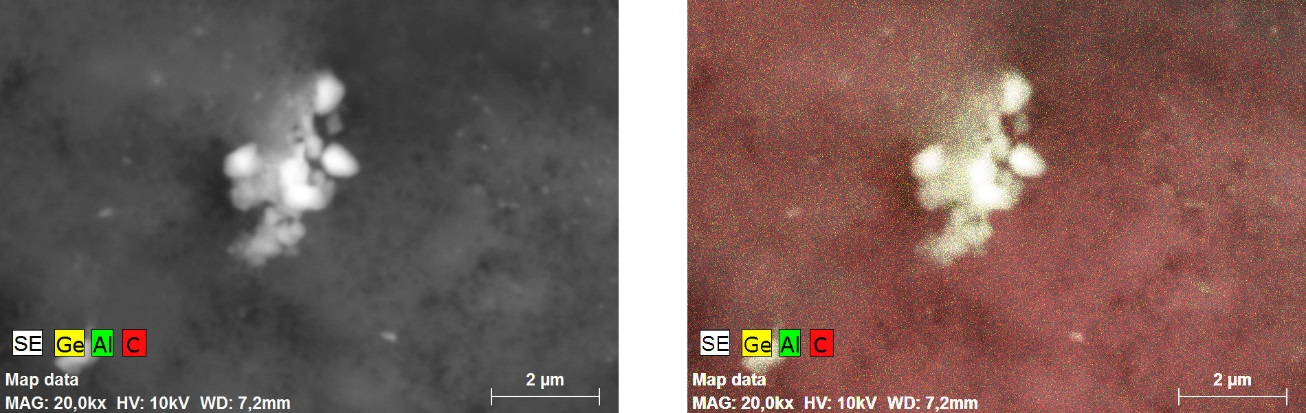 SE Ge Al C
Map data
2 µm
MAG: 20,0kx HV: 10kV WD: 7,2mm
SE Ge Al C
Map data
2 µm
MAG: 20,0kx HV: 10kV WD: 7,2mm